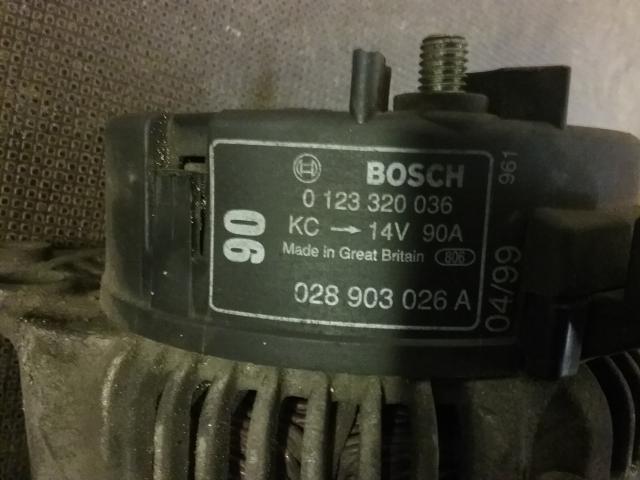 BOSCH
0 123 320 036
KC → 14V 90A
Made in Great Britain 806
028 903 026 A
90
04/99 961